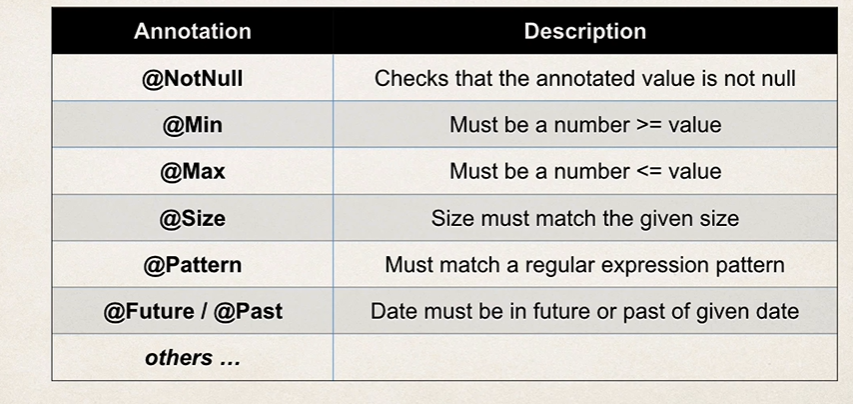 Annotation Description
@NotNull Checks that the annotated value is not null
@Min Must be a number >= value
@Max Must be a number <= value
@Size Size must match the given size
@Pattern Must match a regular expression pattern
@Future / @Past Date must be in future or past of given date
others ...